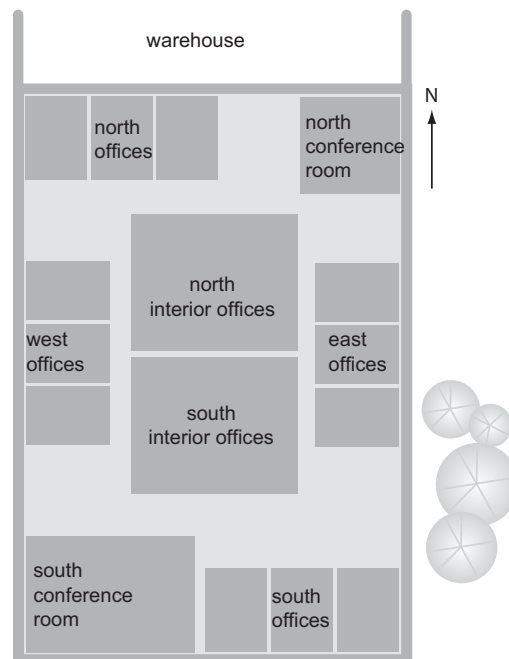 warehouse
N
north
offices
north
conference
room
north
interior offices
west
offices
east
offices
south
interior offices
south
conference
room
south
offices